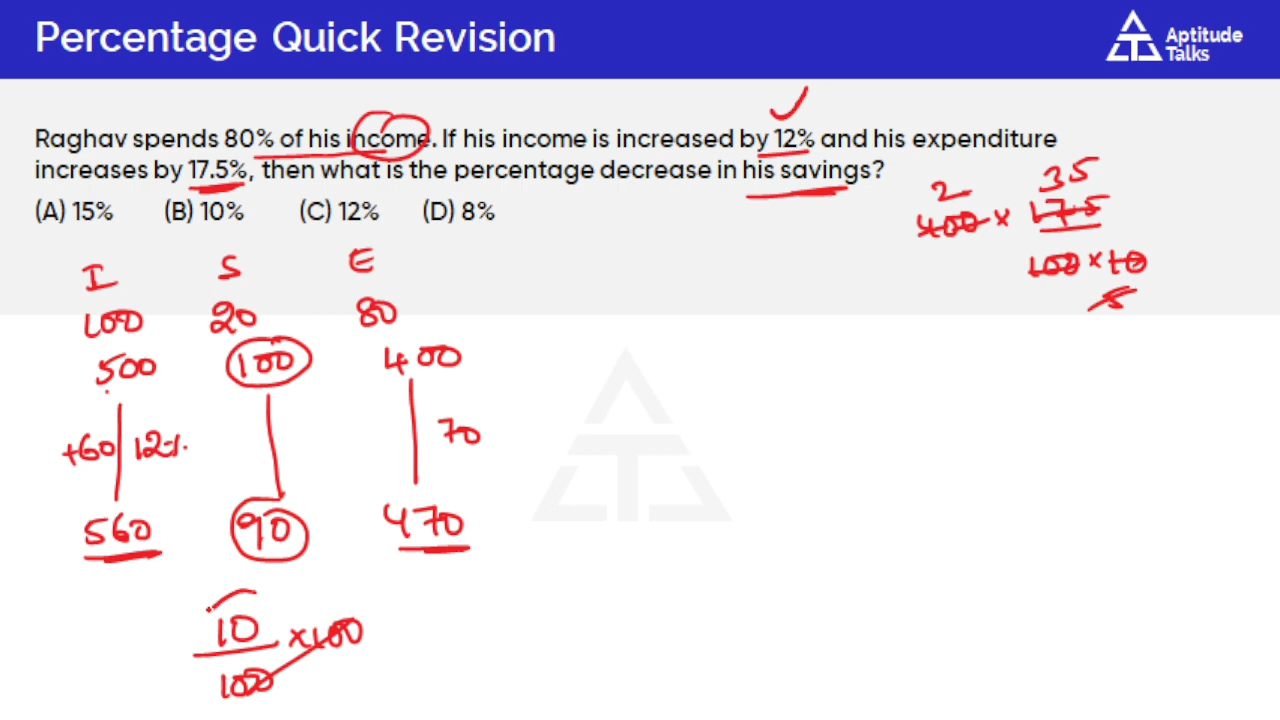 Percentage Quick Revision
Aptitude
Talks
Raghav spends 80% of his income. If his income is increased by 12% and his expenditure
increases by 17.5%, then what is the percentage decrease in his savings?
(A) 15% (B) 10% (C) 12% (D) 8%
2 35
400 × 175
100 × 10
5
I S E
100 20 80
500 100 400
+60 12% 70
560 90 470
10 × 100
100